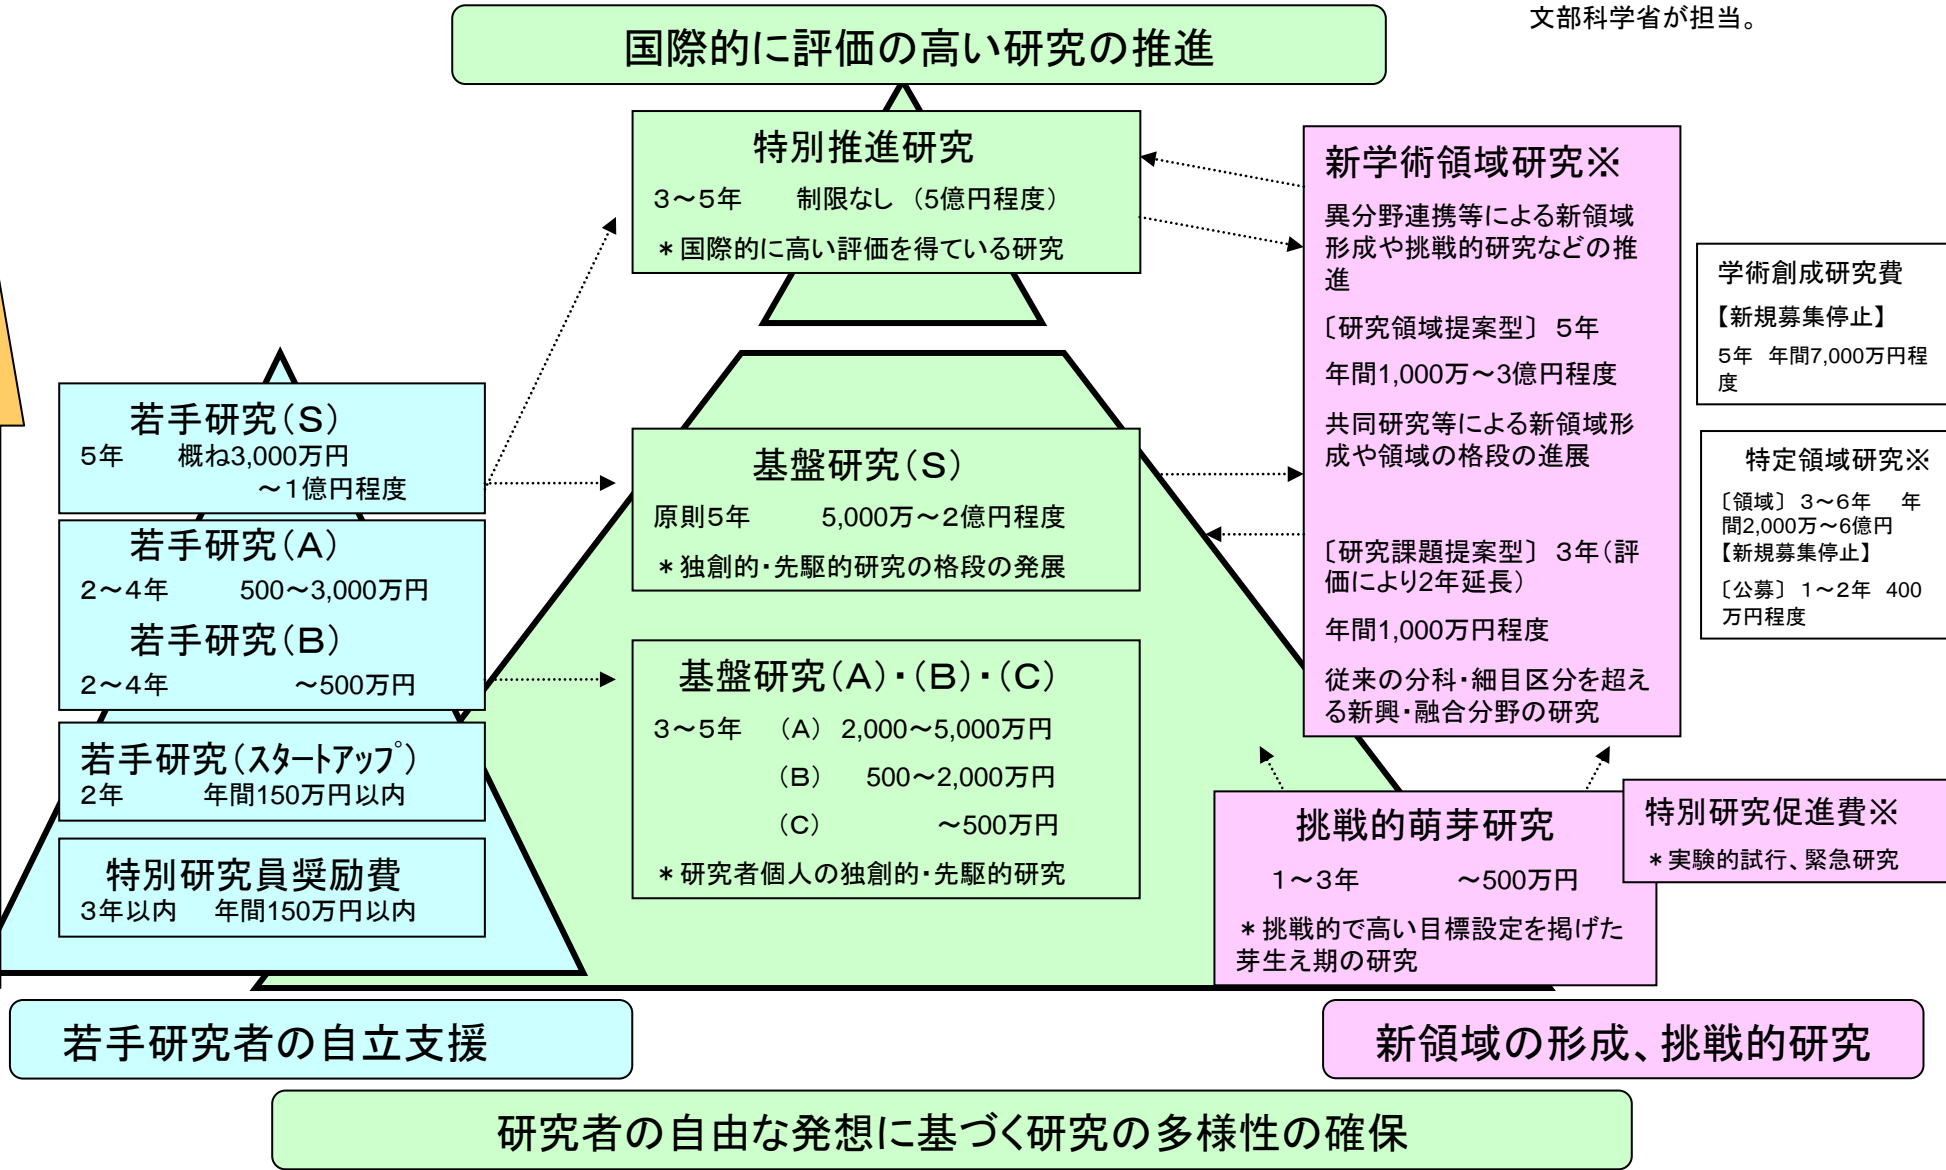 文部科学省が担当。
国際的に評価の高い研究の推進
特別推進研究
3～5年　制限なし （5億円程度）
＊国際的に高い評価を得ている研究
新学術領域研究※
異分野連携等による新領域
形成や挑戦的研究などの推
進
〔研究領域提案型〕 5年
年間1,000万～3億円程度
共同研究等による新領域形
成や領域の格段の進展
〔研究課題提案型〕 3年（評
価により2年延長）
年間1,000万円程度
従来の分科・細目区分を超え
る新興・融合分野の研究
学術創成研究費
【新規募集停止】
5年 年間7,000万円程
度
特定領域研究※
〔領域〕 3～6年　年
間2,000万～6億円
【新規募集停止】
〔公募〕 1～2年 400
万円程度
若手研究（S）
5年　概ね3,000万円
～1億円程度
若手研究（A）
2～4年　500～3,000万円
若手研究（B）
2～4年　～500万円
若手研究（スタートアップ）
2年　年間150万円以内
特別研究員奨励費
3年以内　年間150万円以内
基盤研究（S）
原則5年　5,000万～2億円程度
＊独創的・先駆的研究の格段の発展
基盤研究（A）・（B）・（C）
3～5年　（A） 2,000～5,000万円
（B）　500～2,000万円
（C）　～500万円
＊研究者個人の独創的・先駆的研究
挑戦的萌芽研究
1～3年　～500万円
＊挑戦的で高い目標設定を掲げた
芽生え期の研究
特別研究促進費※
＊実験的試行、緊急研究
若手研究者の自立支援
新領域の形成、挑戦的研究
研究者の自由な発想に基づく研究の多様性の確保